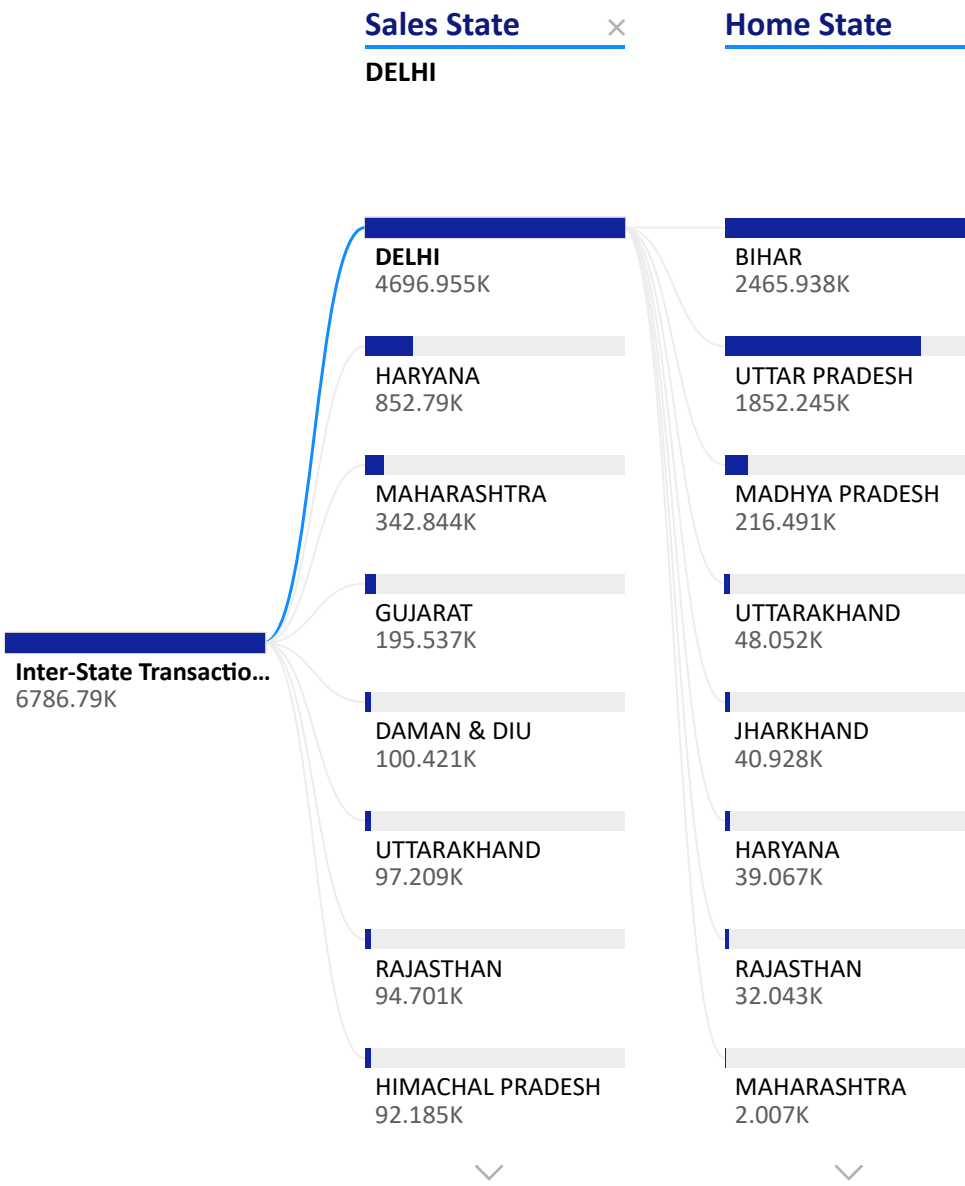 Sales State
DELHI
Home State
Inter-State Transactio...
6786.79K
DELHI
4696.955K
HARYANA
852.79K
MAHARASHTRA
342.844K
GUJARAT
195.537K
DAMAN & DIU
100.421K
UTTARAKHAND
97.209K
RAJASTHAN
94.701K
HIMACHAL PRADESH
92.185K
BIHAR
2465.938K
UTTAR PRADESH
1852.245K
MADHYA PRADESH
216.491K
UTTARAKHAND
48.052K
JHARKHAND
40.928K
HARYANA
39.067K
RAJASTHAN
32.043K
MAHARASHTRA
2.007K